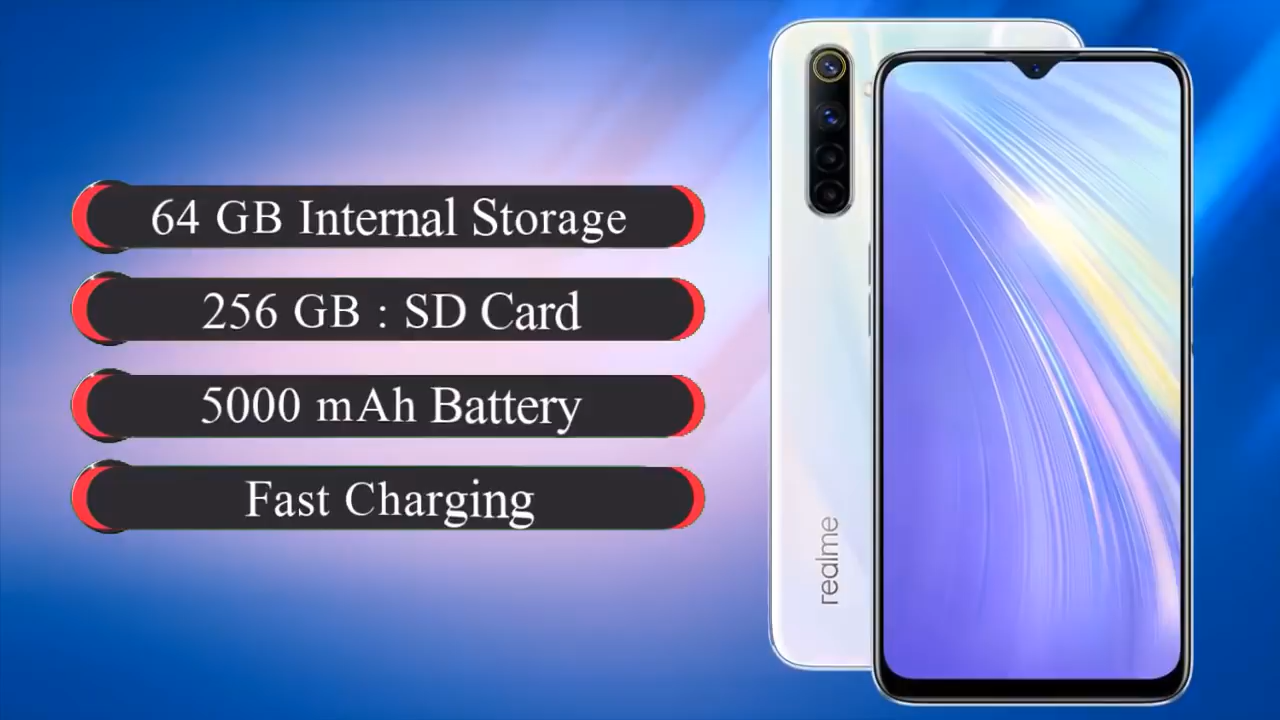 64 GB Internal Storage
256 GB : SD Card
5000 mAh Battery
Fast Charging
realme